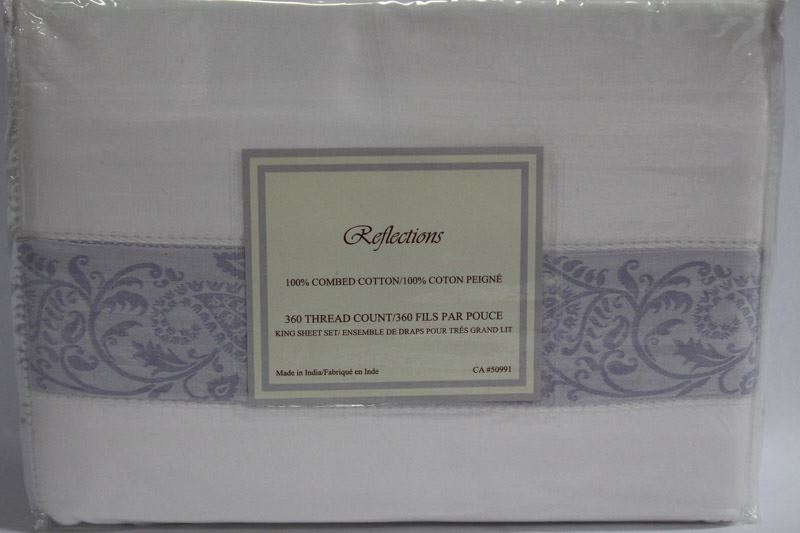 Reflections
100% COMBED COTTON/100% COTON PEIGNÉ
360 THREAD COUNT/360 FILS PAR POUCE
KING SHEET SET/ ENSEMBLE DE DRAPS POUR TRÉS GRAND LIT
Made in India/Fabriqué en Inde CA #50991